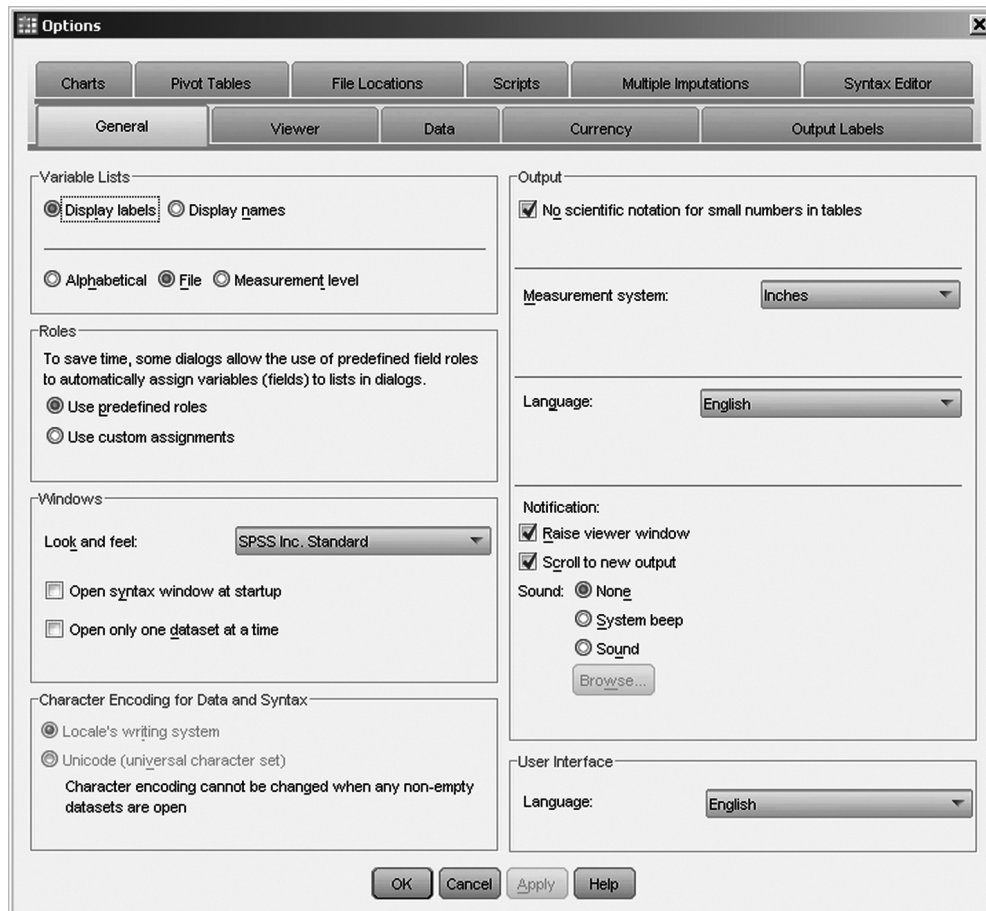 Options
Charts
Pivot Tables
File Locations
Scripts
Multiple Imputations
Syntax Editor
General
Viewer
Data
Currency
Output Labels
Variable Lists
Display labels
Display names
Alphabetical
File
Measurement level
Roles
To save time, some dialogs allow the use of predefined field roles
to automatically assign variables (fields) to lists in dialogs.
Use predefined roles
Use custom assignments
Windows
Look and feel:
SPSS Inc. Standard
Open syntax window at startup
Open only one dataset at a time
Character Encoding for Data and Syntax
Locale's writing system
Unicode (universal character set)
Character encoding cannot be changed when any non-empty
datasets are open
Output
No scientific notation for small numbers in tables
Measurement system:
Inches
Language:
English
Notification:
Raise viewer window
Scroll to new output
Sound:
None
System beep
Sound
Browse...
User Interface
Language:
English
OK
Cancel
Apply
Help